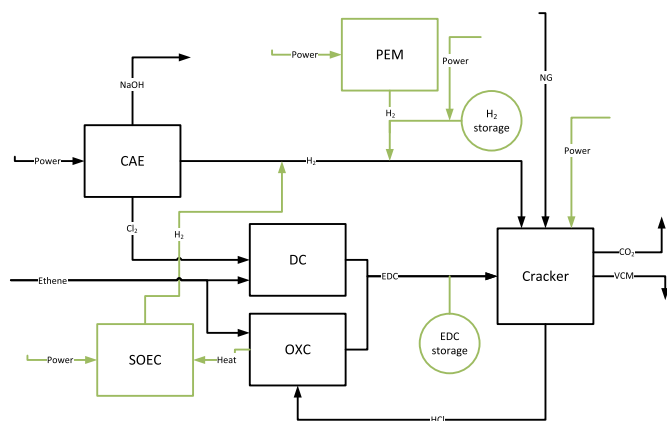 Power
PEM
Power
NG
NaOH
H₂
H₂
storage
Power
CAE
H₂
Power
Cl₂
H₂
DC
CO₂
Ethene
EDC
Cracker
VCM
EDC
storage
Power
SOEC
Heat
OXC
HCl